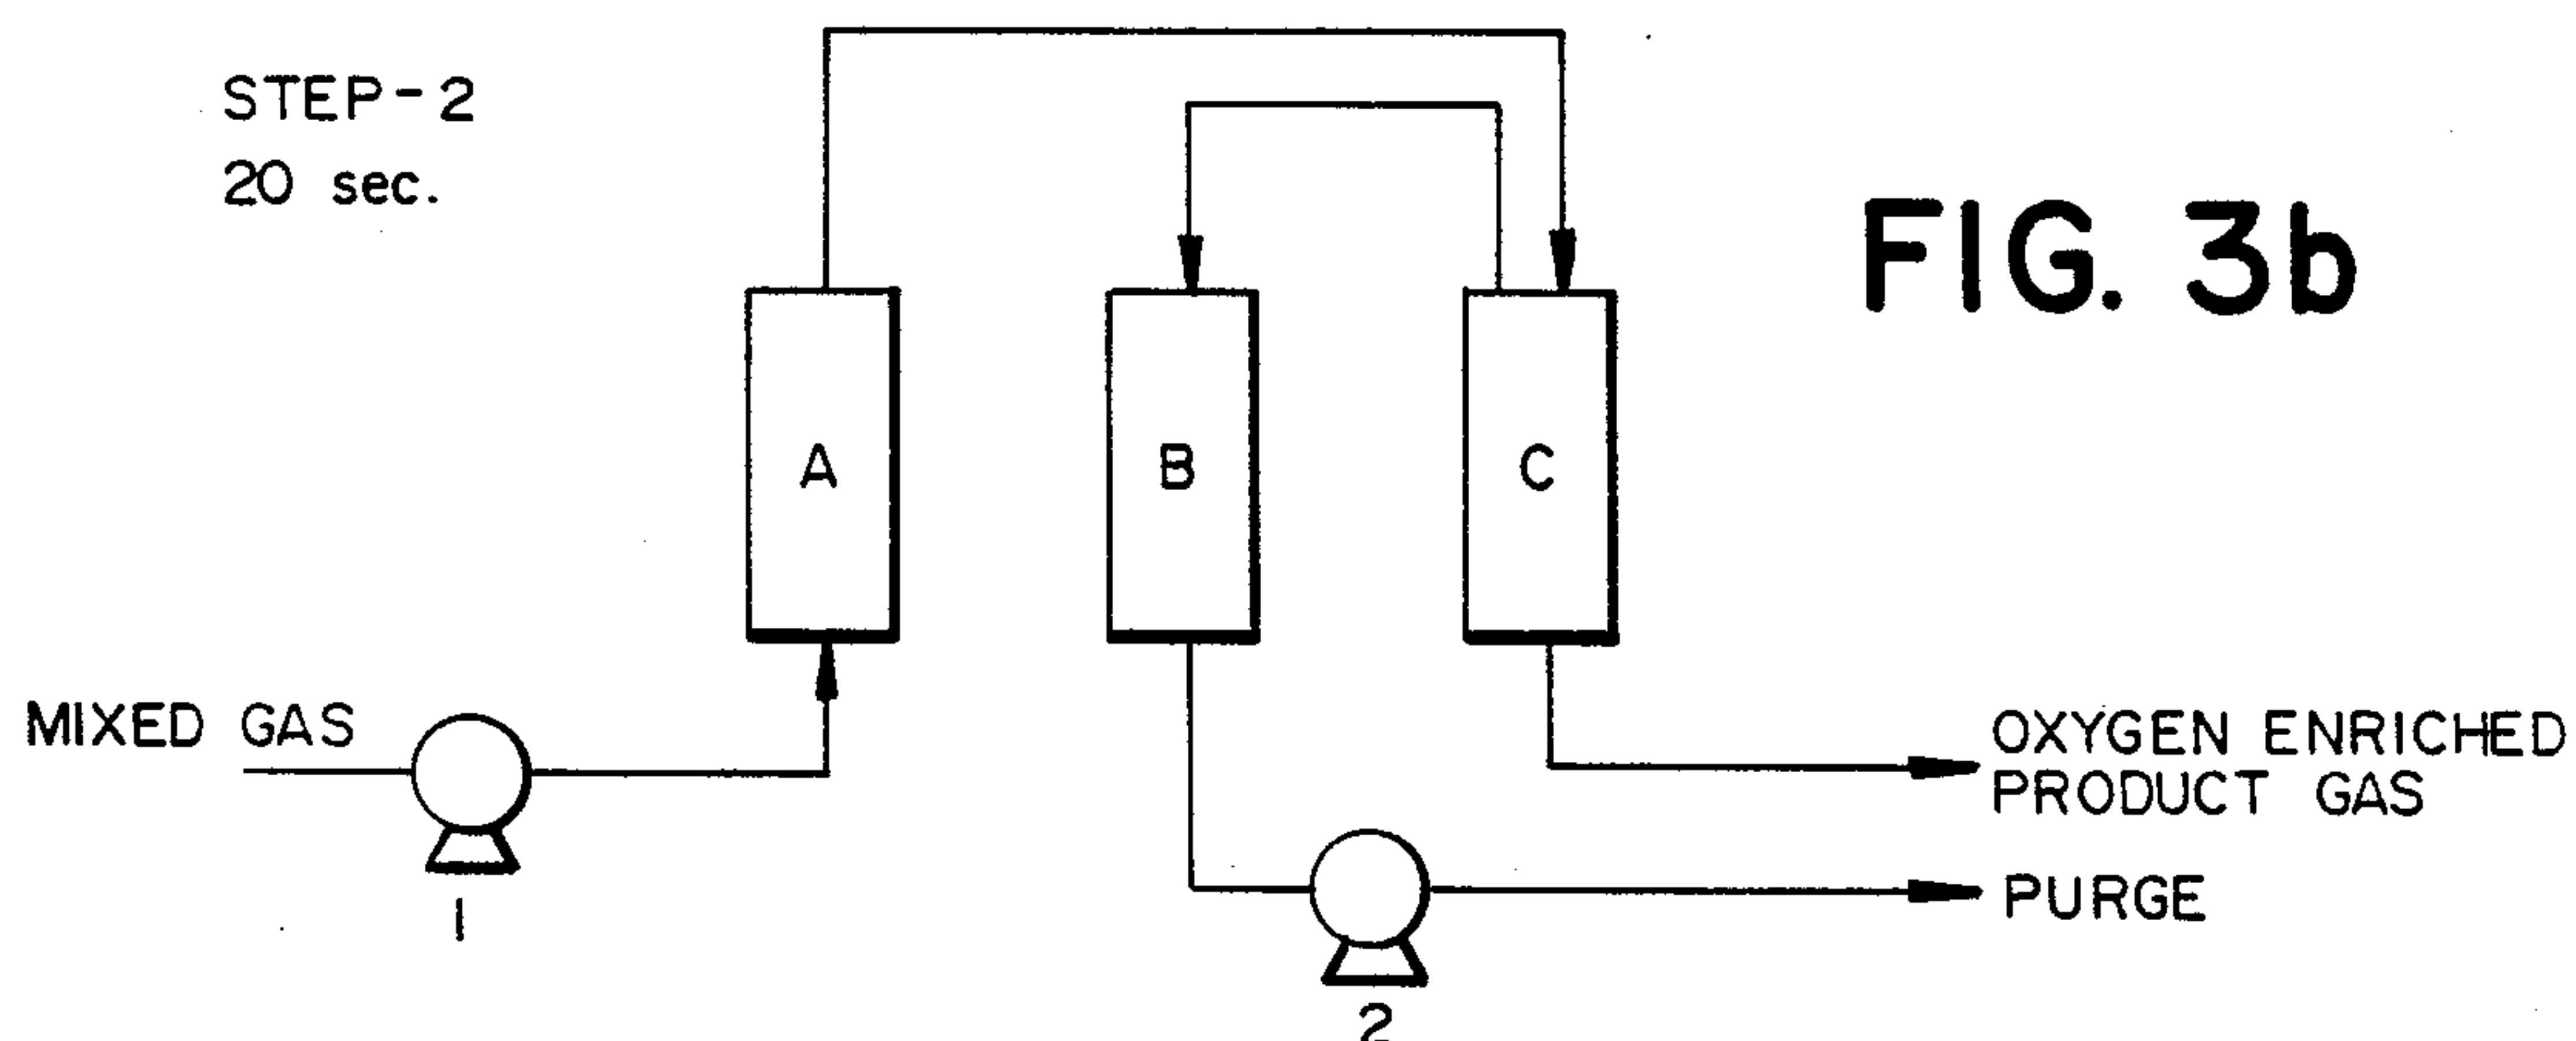 STEP-2
20 sec.
FIG. 3b
A
B
C
MIXED GAS
1
OXYGEN ENRICHED
PRODUCT GAS
PURGE
2